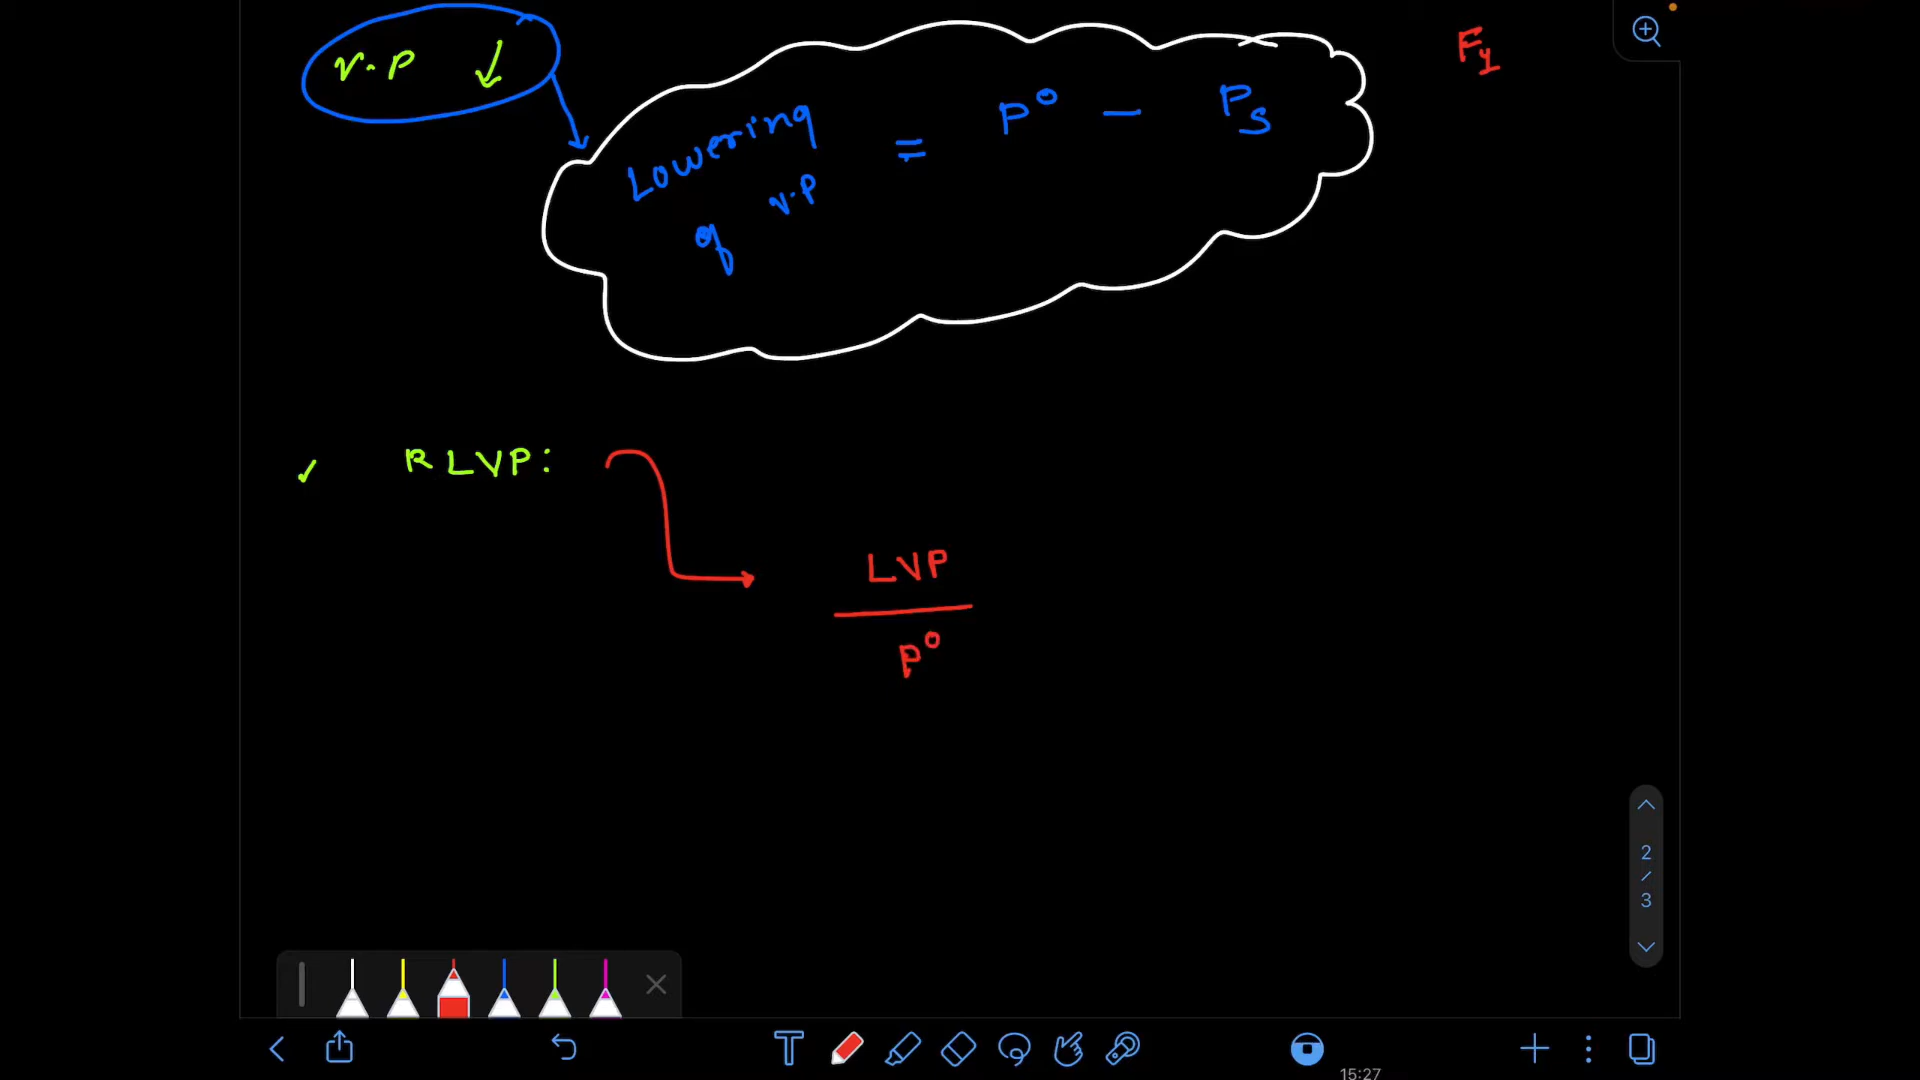 v.p ↓
Lowering = P° - Ps
of v.p
F1
✓ RLVP:
LVP
P°
2
/
3
T
15:27